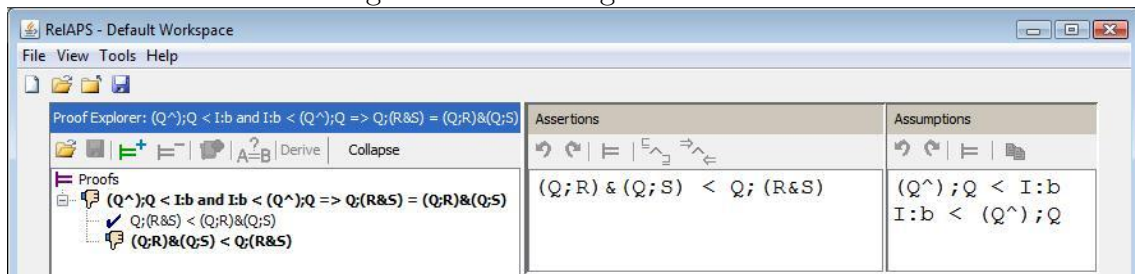 RelAPS - Default Workspace
File View Tools Help
Proof Explorer: (Q^);Q < I:b and I:b < (Q^);Q => Q;(R&S) = (Q;R)&(Q;S)
Assertions
Assumptions
A=B Derive Collapse
Proofs
(Q^);Q < I:b and I:b < (Q^);Q => Q;(R&S) = (Q;R)&(Q;S)
Q;(R&S) < (Q;R)&(Q;S)
(Q;R)&(Q;S) < Q;(R&S)
(Q;R)&(Q;S) < Q;(R&S)
(Q^);Q < I:b
I:b < (Q^);Q